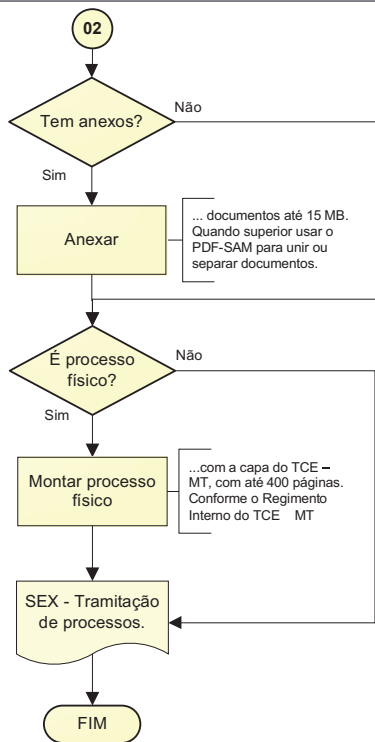 02
Tem anexos?
Não
Sim
Anexar
... documentos até 15 MB.
Quando superior usar o
PDF-SAM para unir ou
separar documentos.
É processo
físico?
Não
Sim
Montar processo
físico
...com a capa do TCE –
MT, com até 400 páginas.
Conforme o Regimento
Interno do TCE MT
SEX - Tramitação
de processos.
FIM